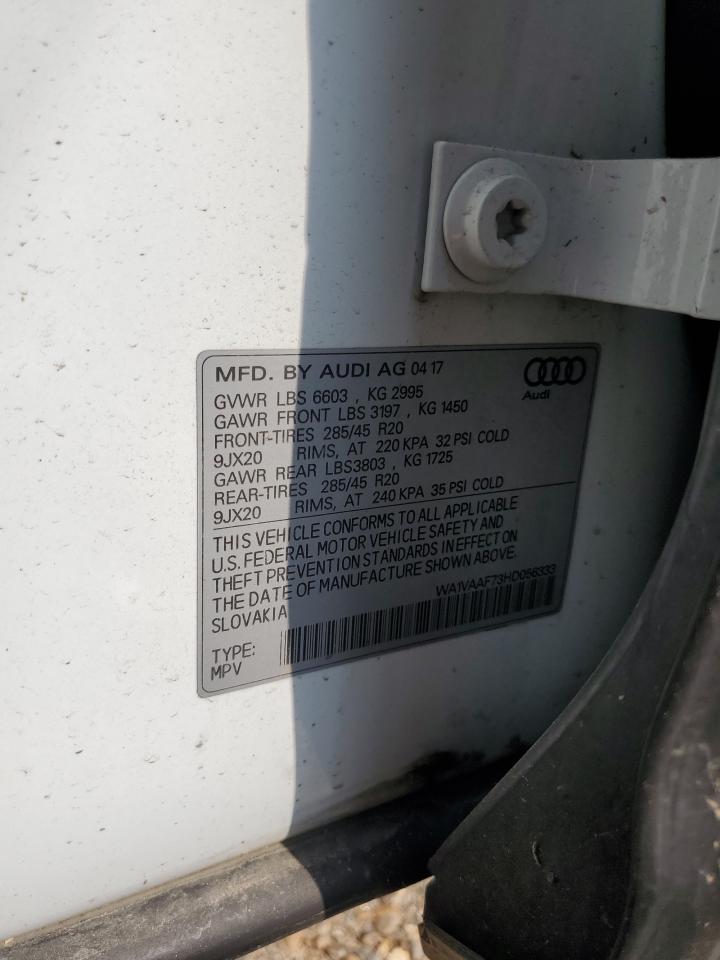 MFD. BY AUDI AG 04 17
Audi
GVWR LBS 6603 , KG 2995
GAWR FRONT LBS 3197 , KG 1450
FRONT-TIRES 285/45 R20
9JX20 RIMS, AT 220 KPA 32 PSI COLD
GAWR REAR LBS3803 , KG 1725
REAR-TIRES 285/45 R20
9JX20 RIMS, AT 240 KPA 35 PSI COLD
THIS VEHICLE CONFORMS TO ALL APPLICABLE
U.S. FEDERAL MOTOR VEHICLE SAFETY AND
THEFT PREVENTION STANDARDS IN EFFECT ON
THE DATE OF MANUFACTURE SHOWN ABOVE.
SLOVAKIA
WA1VAAF73HD056333
TYPE:
MPV